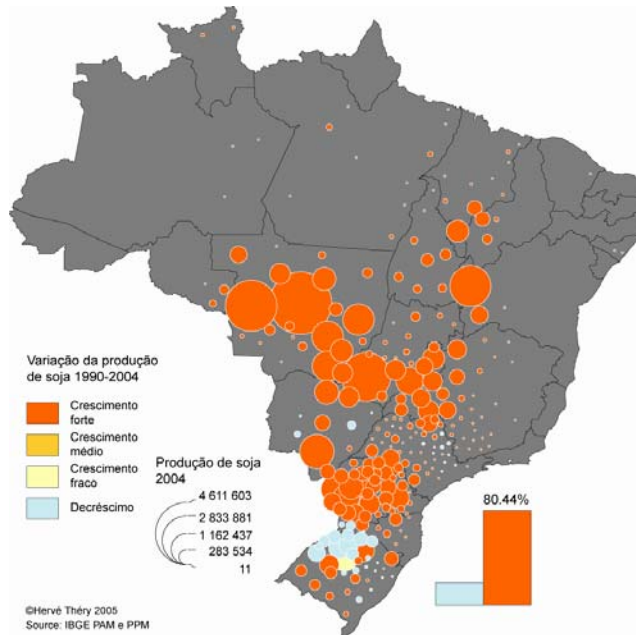 Variação da produção
de soja 1990-2004
Crescimento
forte
Crescimento
médio
Crescimento
fraco
Decréscimo
Produção de soja
2004
4 611 603
2 833 881
1 162 437
283 534
11
80.44%
©Hervé Théry 2005
Source: IBGE PAM e PPM